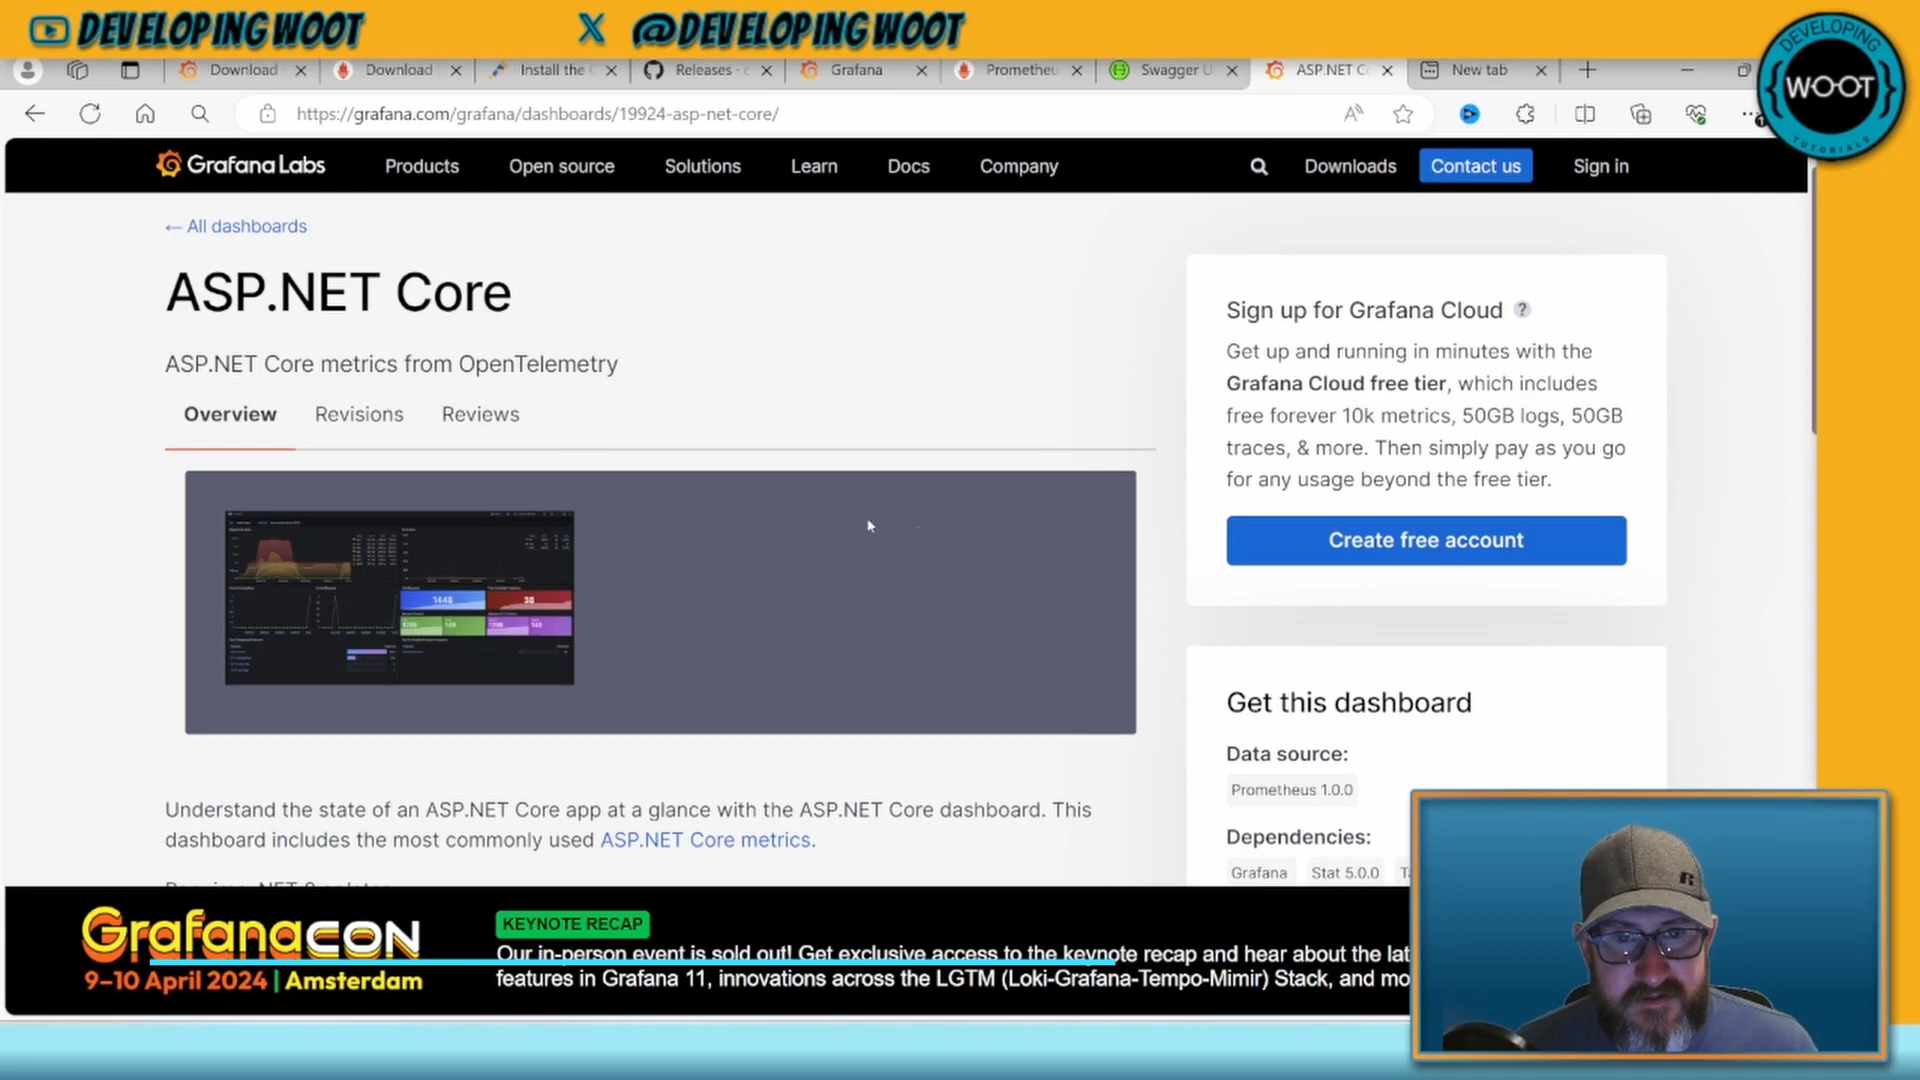 DEVELOPINGWOOT
@DEVELOPINGWOOT
DEVELOPING
{WOOT}
TUTORIALS
Download
Download
Install the
Releases -
Grafana
Prometheu
Swagger U
ASP.NET Co
New tab
https://grafana.com/grafana/dashboards/19924-asp-net-core/
Grafana Labs
Products
Open source
Solutions
Learn
Docs
Company
Downloads
Contact us
Sign in
← All dashboards
ASP.NET Core
ASP.NET Core metrics from OpenTelemetry
Overview
Revisions
Reviews
Sign up for Grafana Cloud ?
Get up and running in minutes with the
Grafana Cloud free tier, which includes
free forever 10k metrics, 50GB logs, 50GB
traces, & more. Then simply pay as you go
for any usage beyond the free tier.
Create free account
Get this dashboard
Data source:
Prometheus 1.0.0
Dependencies:
Grafana
Stat 5.0.0
Understand the state of an ASP.NET Core app at a glance with the ASP.NET Core dashboard. This
dashboard includes the most commonly used ASP.NET Core metrics.
GrafanaCON
9–10 April 2024 | Amsterdam
KEYNOTE RECAP
Our in-person event is sold out! Get exclusive access to the keynote recap and hear about the lat
features in Grafana 11, innovations across the LGTM (Loki-Grafana-Tempo-Mimir) Stack, and mo